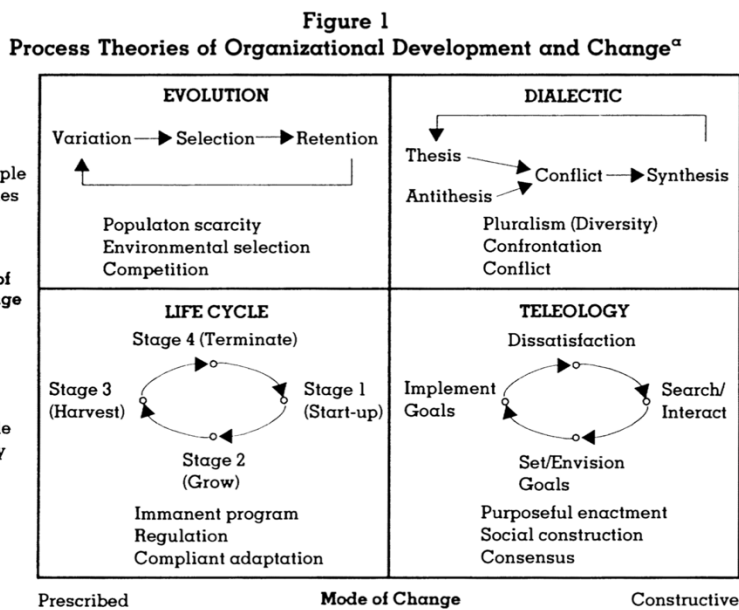 Figure 1
Process Theories of Organizational Development and Changeᵅ
EVOLUTION
Variation Selection Retention
Populaton scarcity
Environmental selection
Competition
DIALECTIC
Thesis
Antithesis
Conflict Synthesis
Pluralism (Diversity)
Confrontation
Conflict
of
LIFE CYCLE
Stage 4 (Terminate)
Stage 3
(Harvest)
Stage 1
(Start-up)
Stage 2
(Grow)
Immanent program
Regulation
Compliant adaptation
TELEOLOGY
Dissatisfaction
Implement
Goals
Search/
Interact
Set/Envision
Goals
Purposeful enactment
Social construction
Consensus
Prescribed Mode of Change Constructive